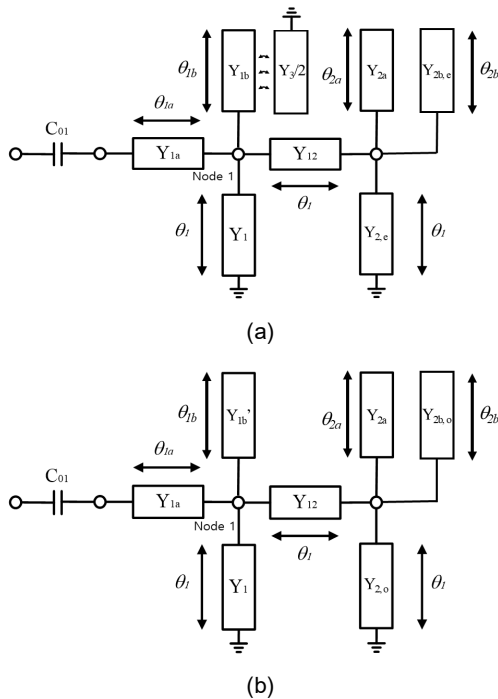 θ1b
Y1b
Y3/2
θ2a
Y2a
Y2b,e
θ2b
θ1a
C01
Y1a
Node 1
Y12
θ1
θ1
Y1
Y2,e
θ1
(a)
θ1b
Y1b'
θ2a
Y2a
Y2b,o
θ2b
θ1a
C01
Y1a
Node 1
Y12
θ1
θ1
Y1
Y2,o
θ1
(b)